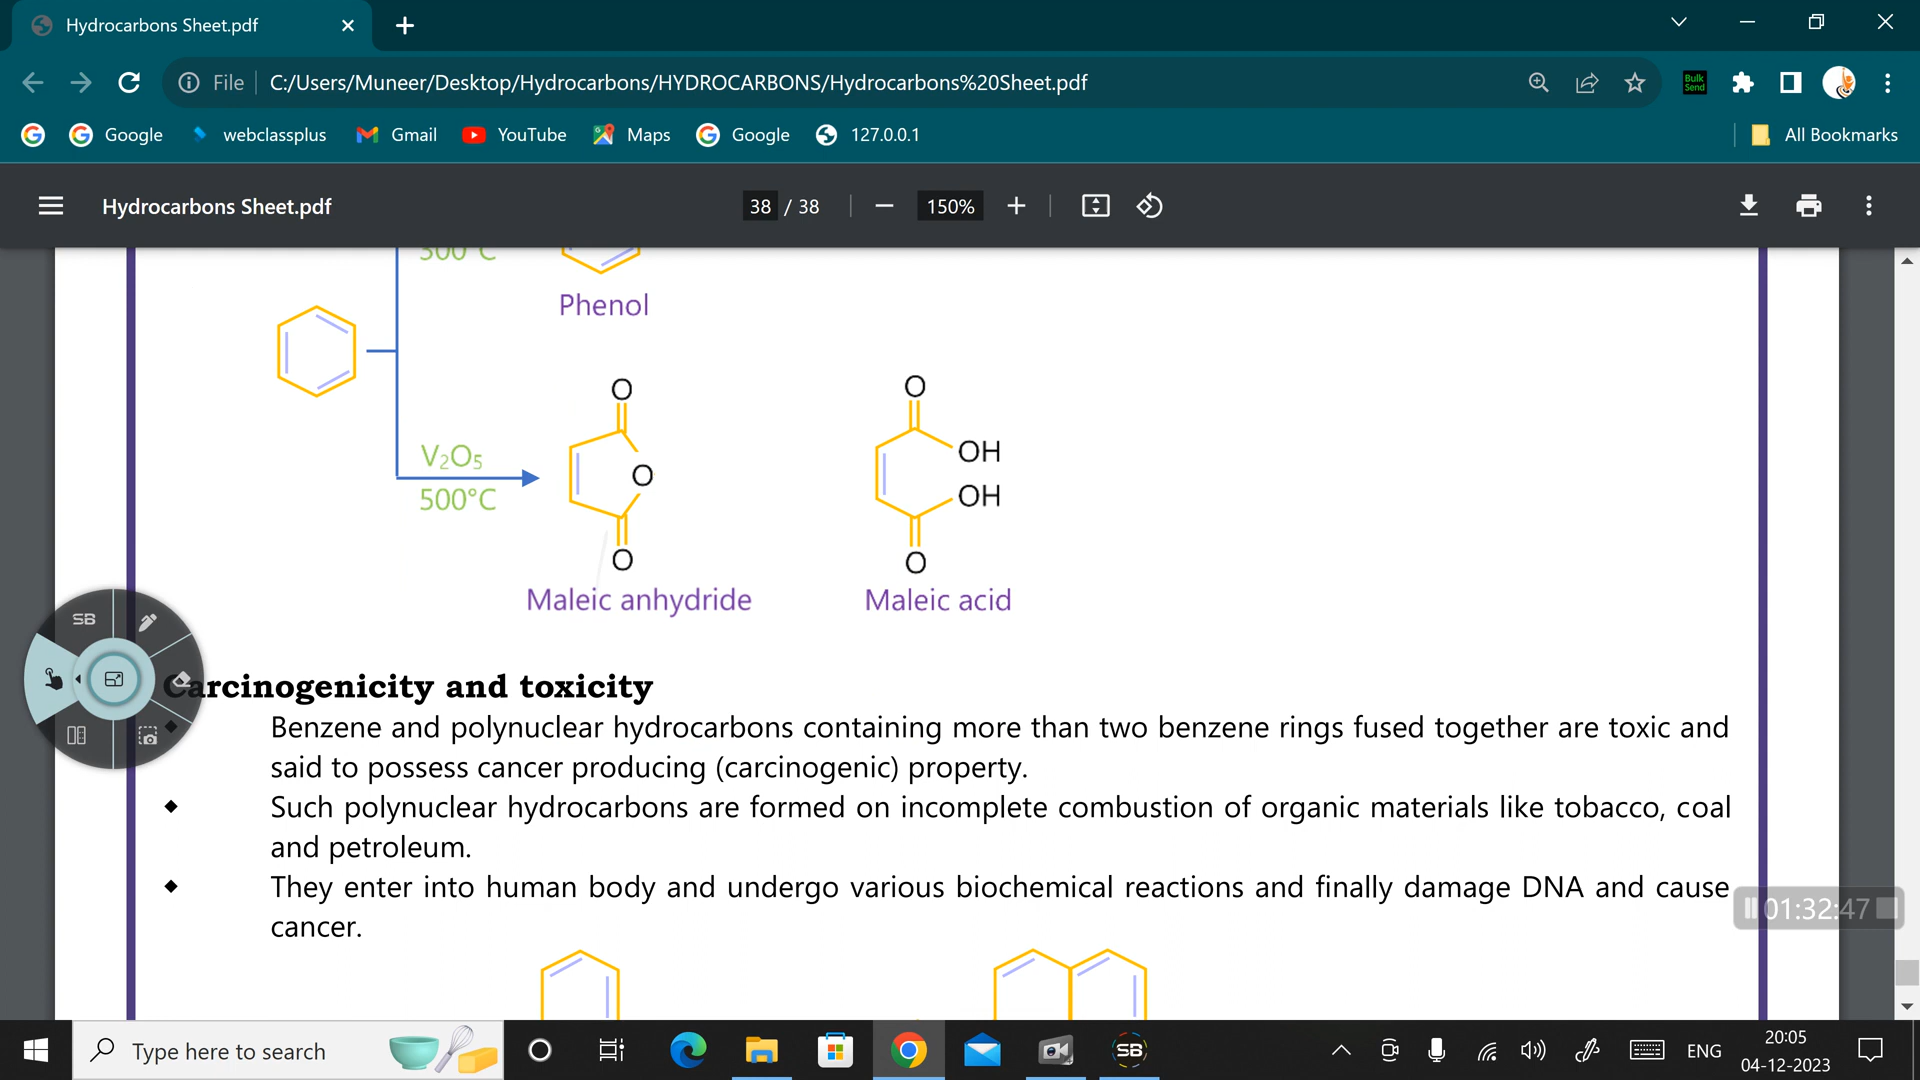 Hydrocarbons Sheet.pdf
File C:/Users/Muneer/Desktop/Hydrocarbons/HYDROCARBONS/Hydrocarbons%20Sheet.pdf
Bulk
Send
Google webclassplus Gmail YouTube Maps Google 127.0.0.1 All Bookmarks
Hydrocarbons Sheet.pdf 38 / 38 150%
300°C
Phenol
O O
V₂O₅ OH
O
500°C OH
O O
Maleic anhydride Maleic acid
SB
Carcinogenicity and toxicity
Benzene and polynuclear hydrocarbons containing more than two benzene rings fused together are toxic and
said to possess cancer producing (carcinogenic) property.
Such polynuclear hydrocarbons are formed on incomplete combustion of organic materials like tobacco, coal
and petroleum.
They enter into human body and undergo various biochemical reactions and finally damage DNA and cause
cancer.
01:32:47
Type here to search SB ENG 20:05
04-12-2023